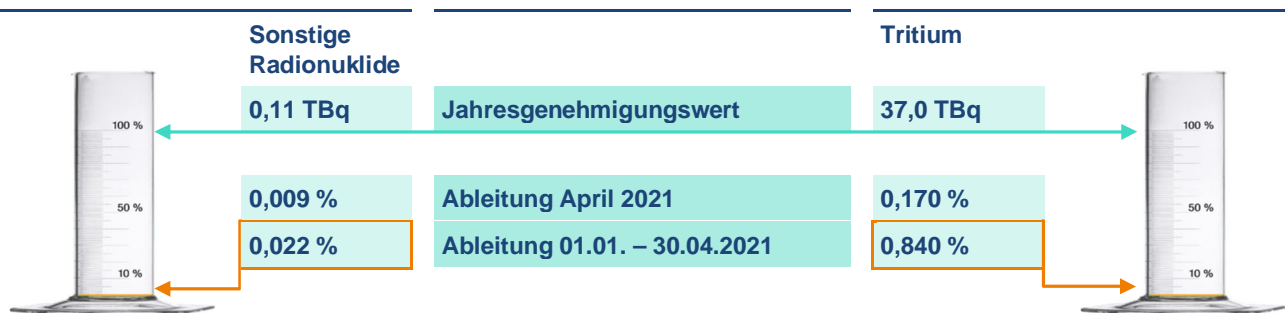 Sonstige
Radionuklide
Tritium
0,11 TBq
Jahresgenehmigungswert
37,0 TBq
100 %
100 %
0,009 %
Ableitung April 2021
0,170 %
50 %
50 %
0,022 %
Ableitung 01.01. – 30.04.2021
0,840 %
10 %
10 %